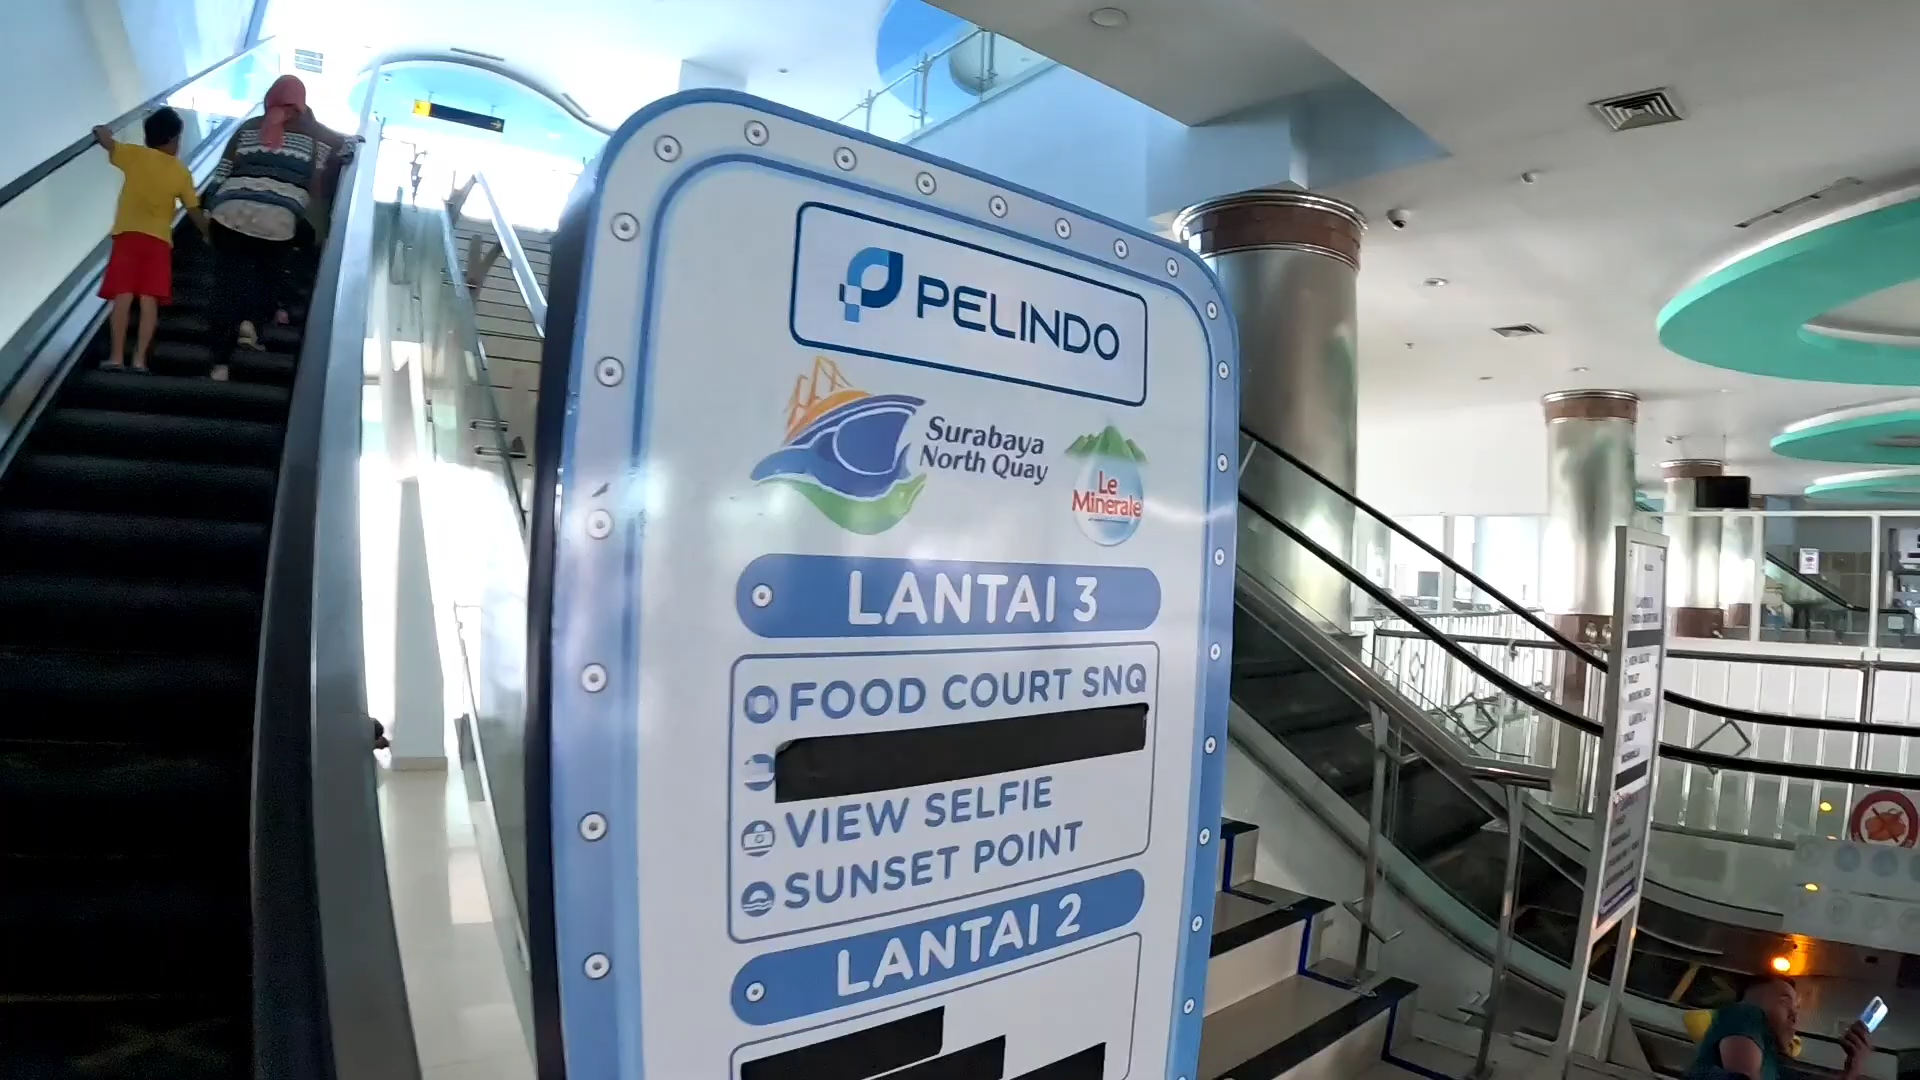 PELINDO
Surabaya
North Quay
Le
Minerale
LANTAI 3
FOOD COURT SNQ
VIEW SELFIE
SUNSET POINT
LANTAI 2